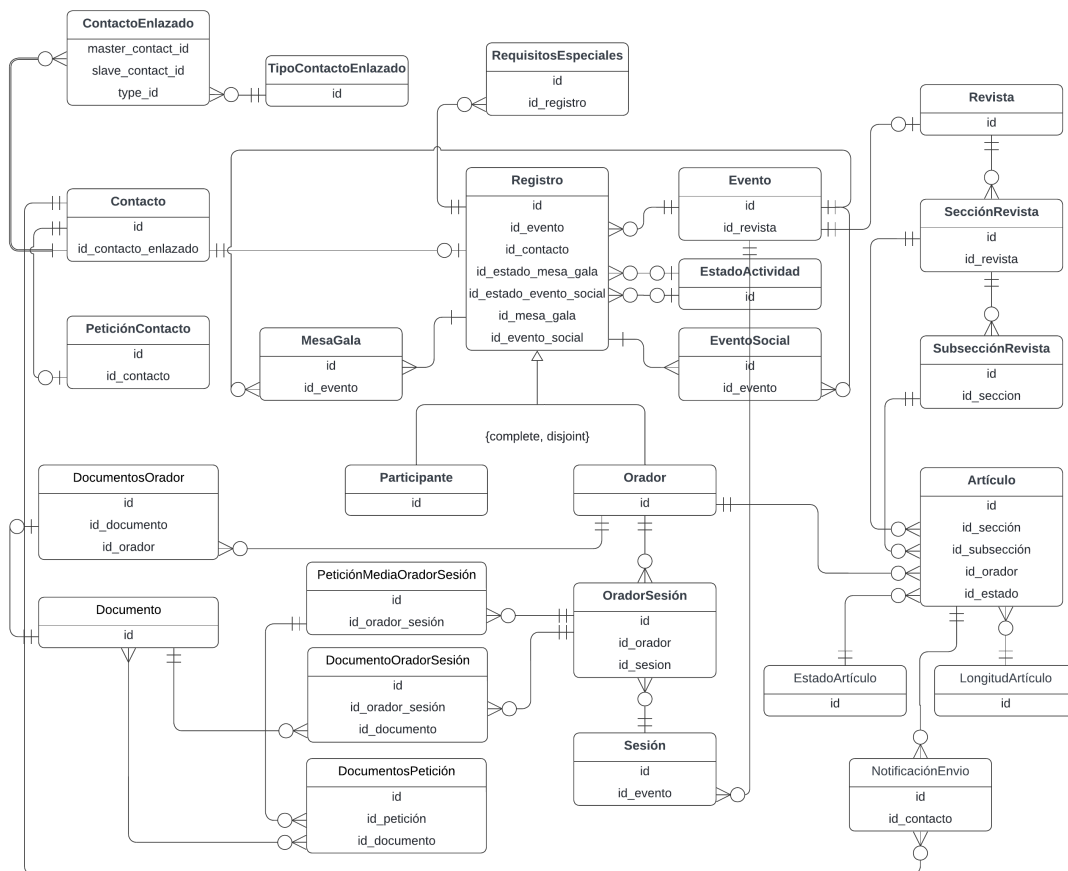 ContactoEnlazado
master_contact_id
slave_contact_id
type_id
TipoContactoEnlazado
id
RequisitosEspeciales
id
id_registro
Revista
id
Contacto
id
id_contacto_enlazado
Registro
id
id_evento
id_contacto
id_estado_mesa_gala
id_estado_evento_social
id_mesa_gala
id_evento_social
Evento
id
id_revista
SecciónRevista
id
id_revista
EstadoActividad
id
PeticiónContacto
id
id_contacto
MesaGala
id
id_evento
EventoSocial
id
id_evento
SubsecciónRevista
id
id_seccion
{complete, disjoint}
DocumentosOrador
id
id_documento
id_orador
Participante
id
Orador
id
Artículo
id
id_sección
id_subsección
id_orador
id_estado
PeticiónMediaOradorSesión
id
id_orador_sesión
OradorSesión
id
id_orador
id_sesion
Documento
id
DocumentoOradorSesión
id
id_orador_sesión
id_documento
EstadoArtículo
id
LongitudArtículo
id
Sesión
id
id_evento
DocumentosPetición
id
id_petición
id_documento
NotificaciónEnvio
id
id_contacto